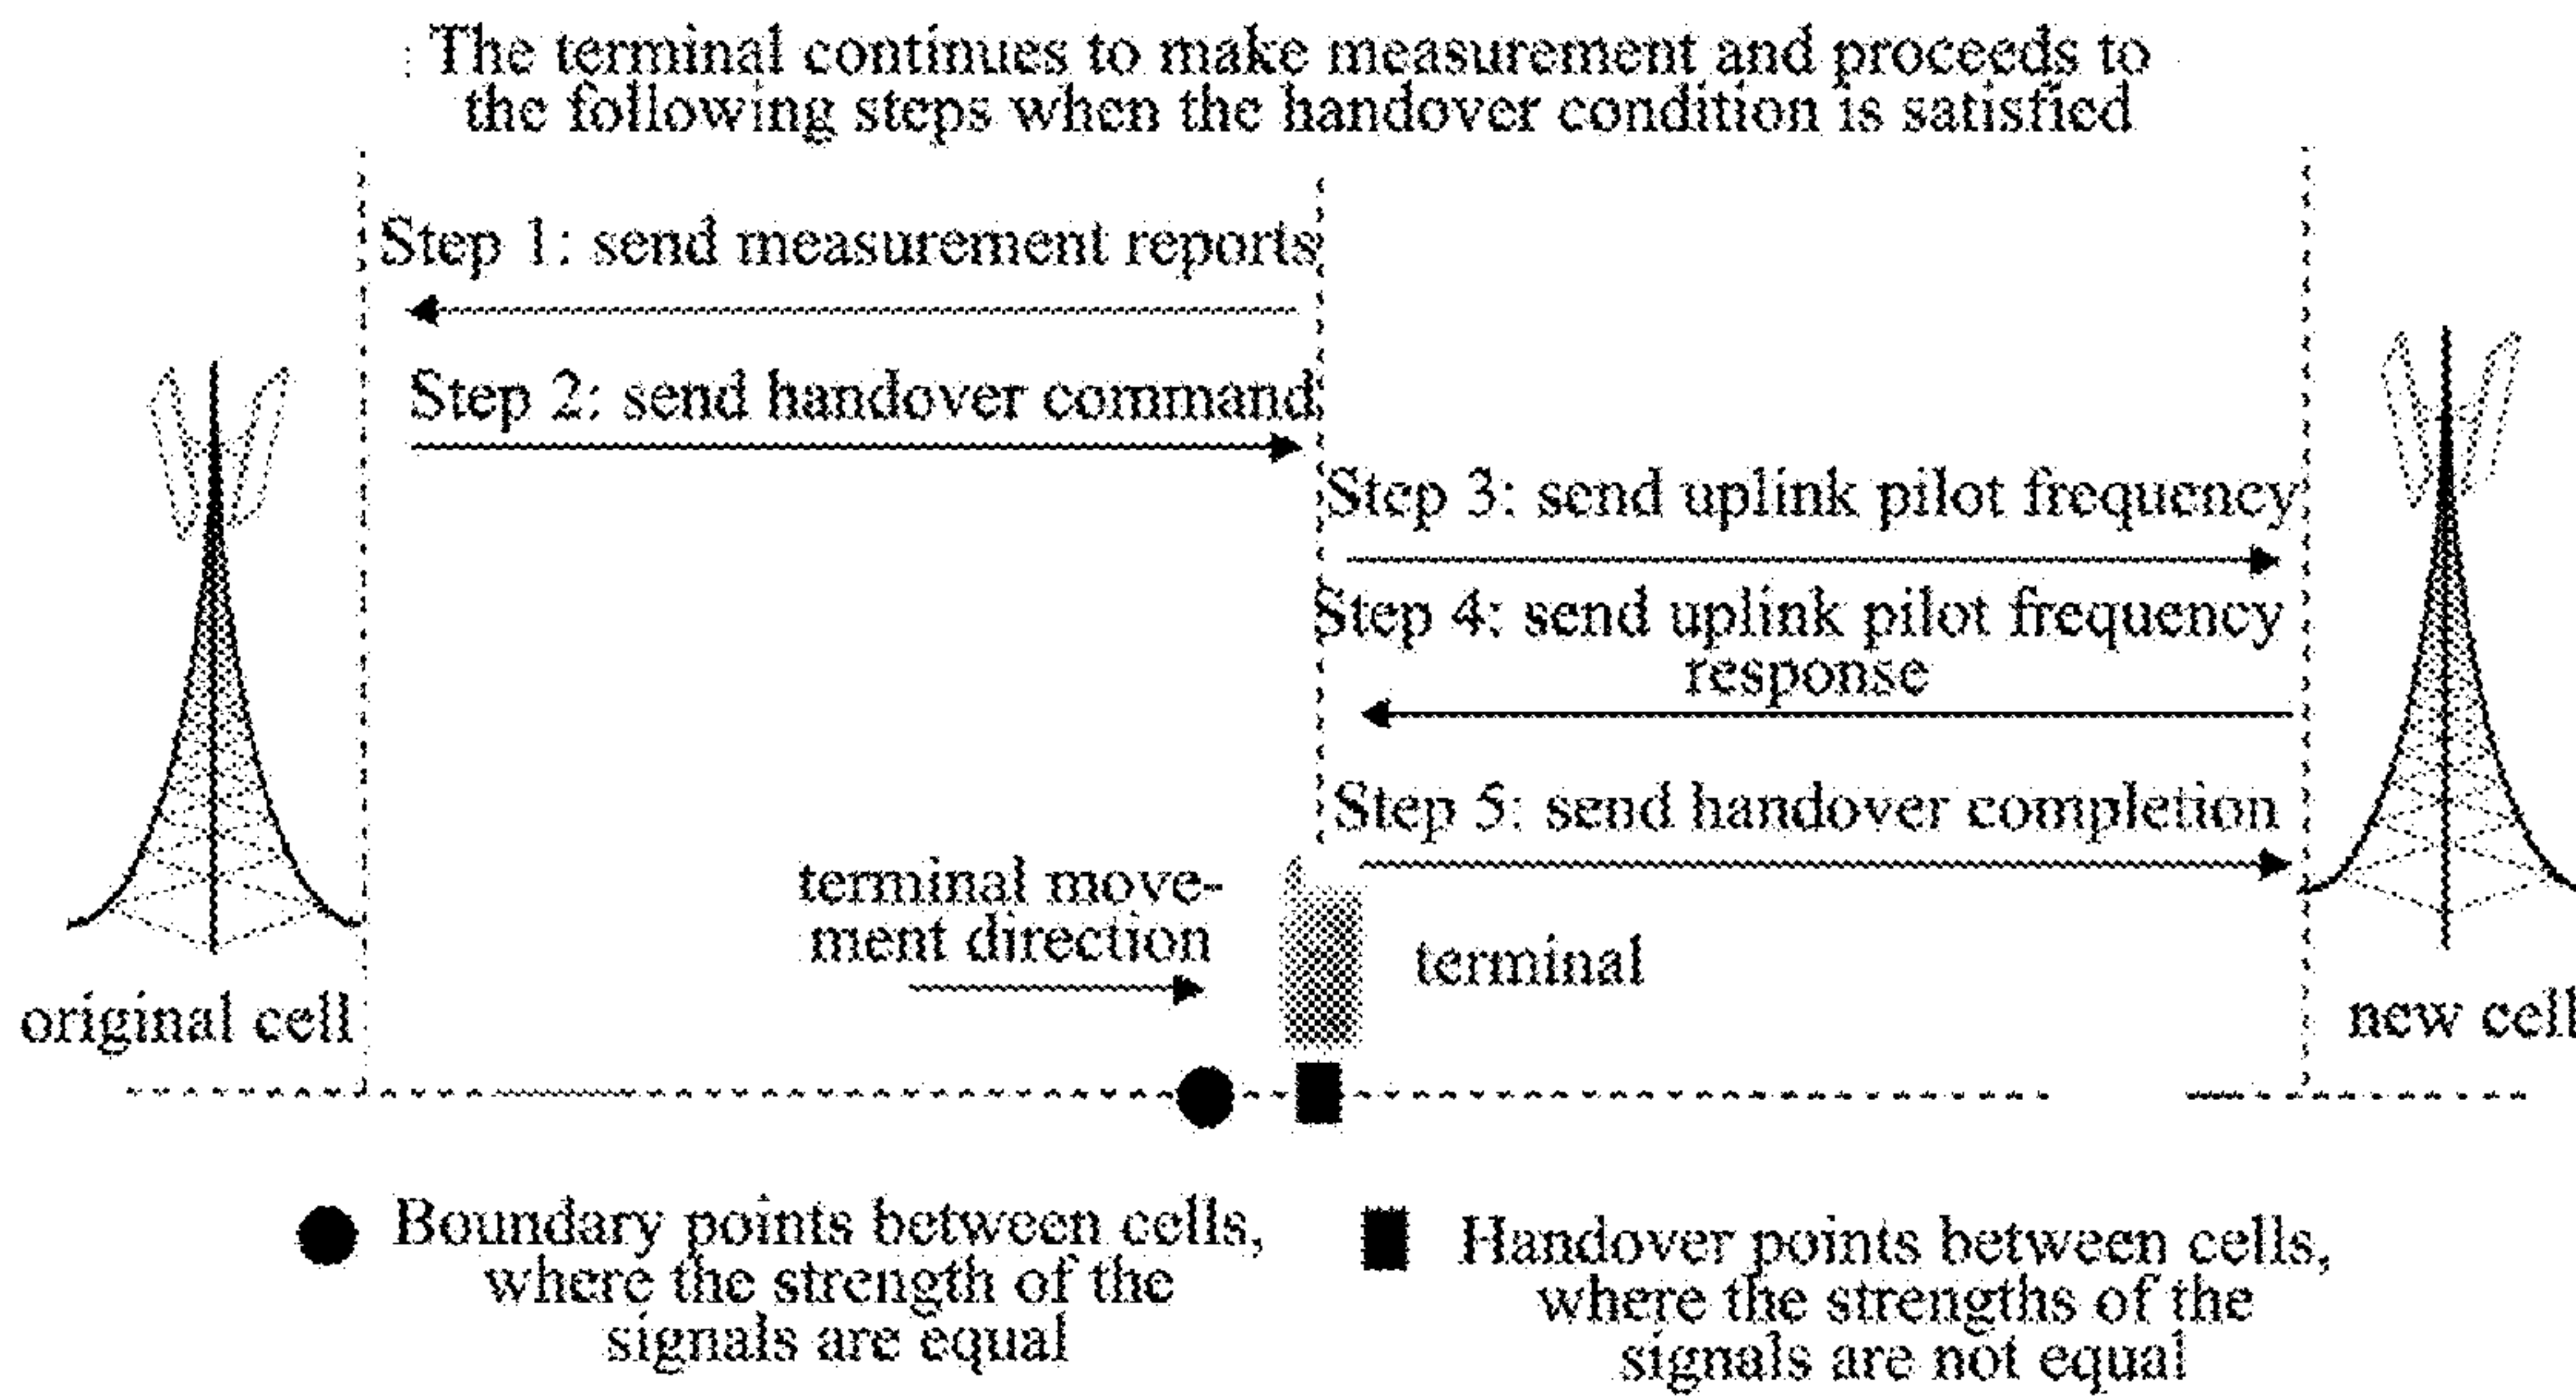 The terminal continues to make measurement and proceeds to
the following steps when the handover condition is satisfied
Step 1: send measurement reports
Step 2: send handover command
Step 3: send uplink pilot frequency
Step 4: send uplink pilot frequency
response
Step 5: send handover completion
terminal move-
ment direction
terminal
original cell
new cell
Boundary points between cells,
where the strength of the
signals are equal
Handover points between cells,
where the strengths of the
signals are not equal